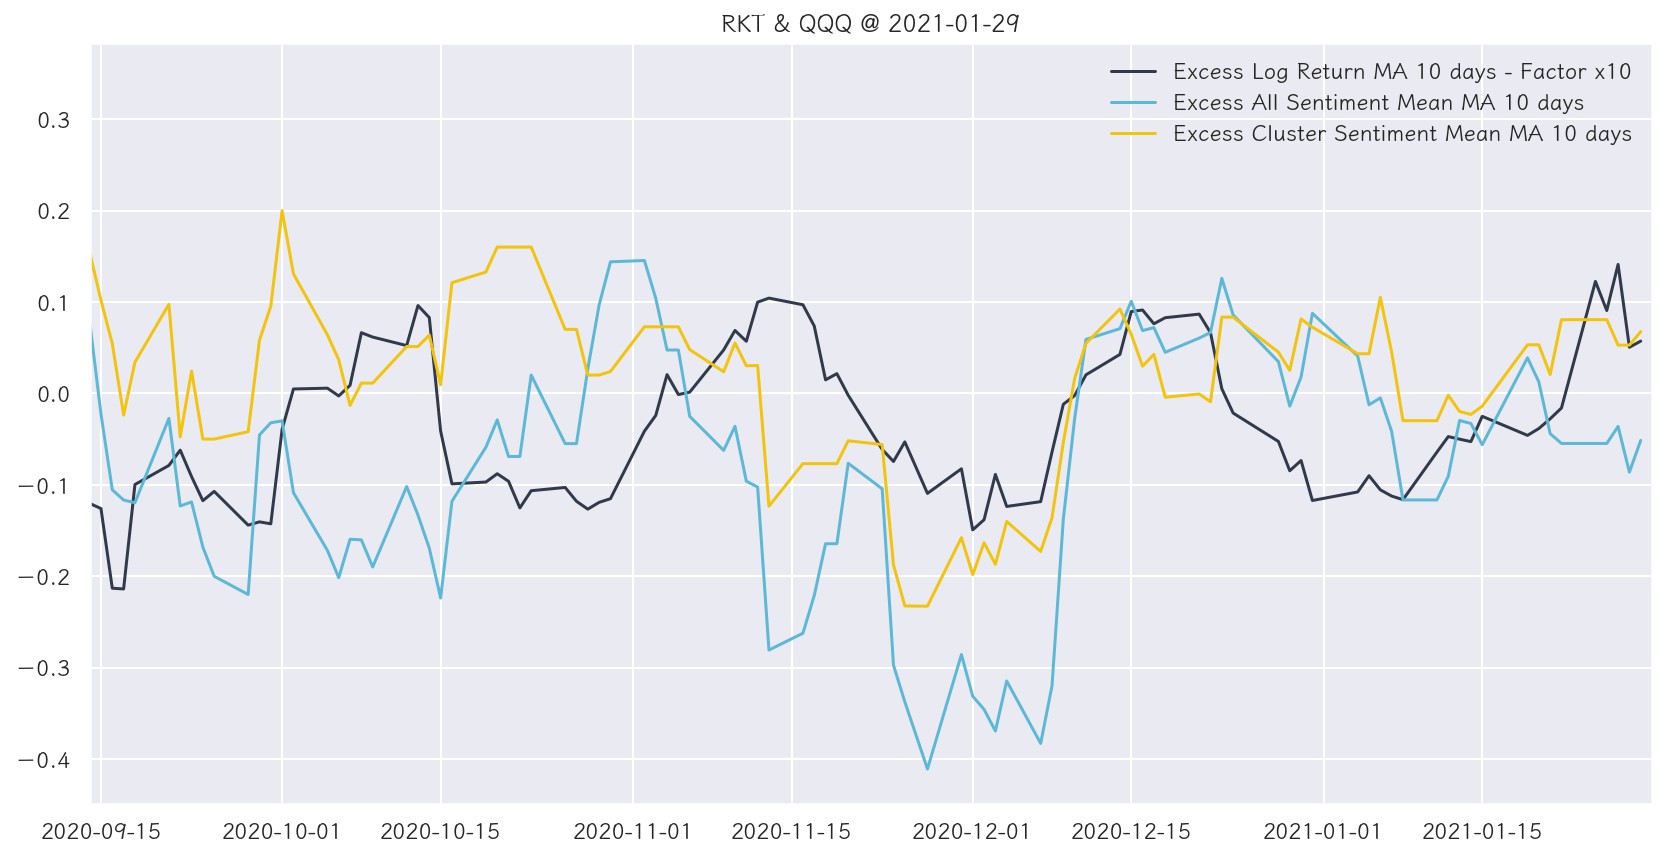 RKT & QQQ @ 2021-01-29
Excess Log Return MA 10 days - Factor x10
Excess All Sentiment Mean MA 10 days
Excess Cluster Sentiment Mean MA 10 days
0.3
0.2
0.1
0.0
−0.1
−0.2
−0.3
−0.4
2020-09-15 2020-10-01 2020-10-15 2020-11-01 2020-11-15 2020-12-01 2020-12-15 2021-01-01 2021-01-15